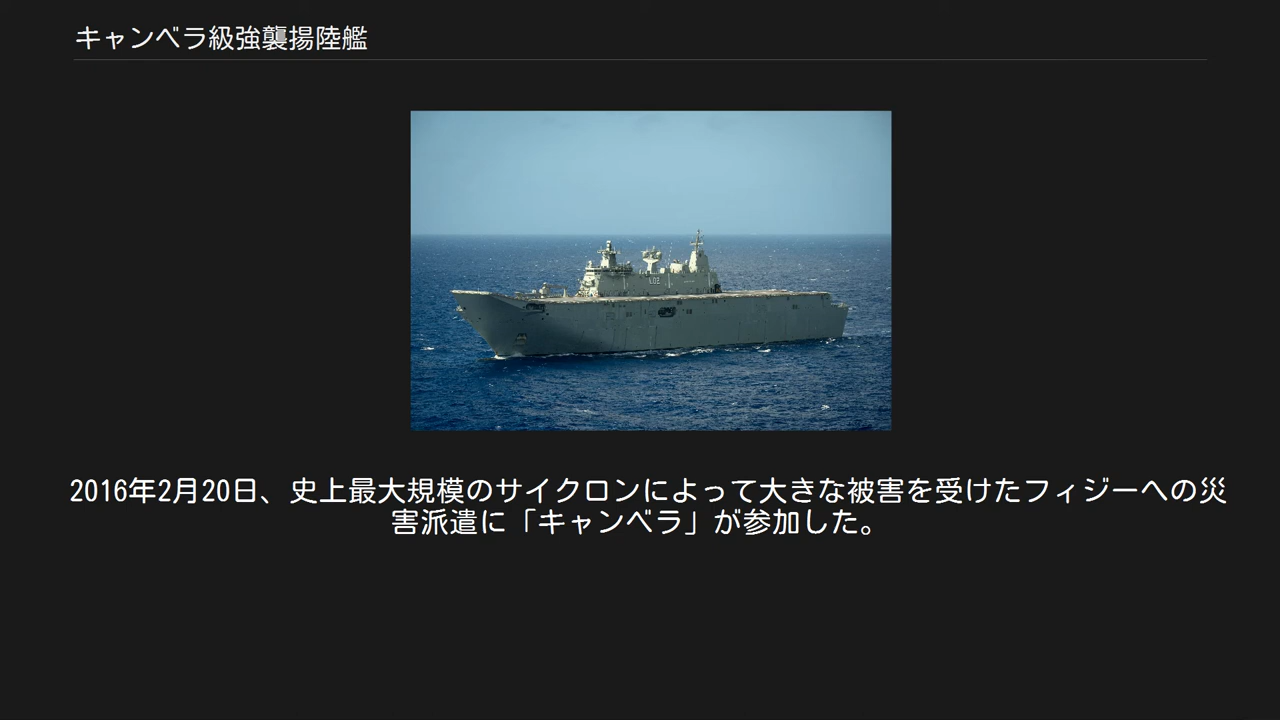 キャンベラ級強襲揚陸艦
L02
2016年2月20日、史上最大規模のサイクロンによって大きな被害を受けたフィジーへの災
害派遣に「キャンベラ」が参加した。